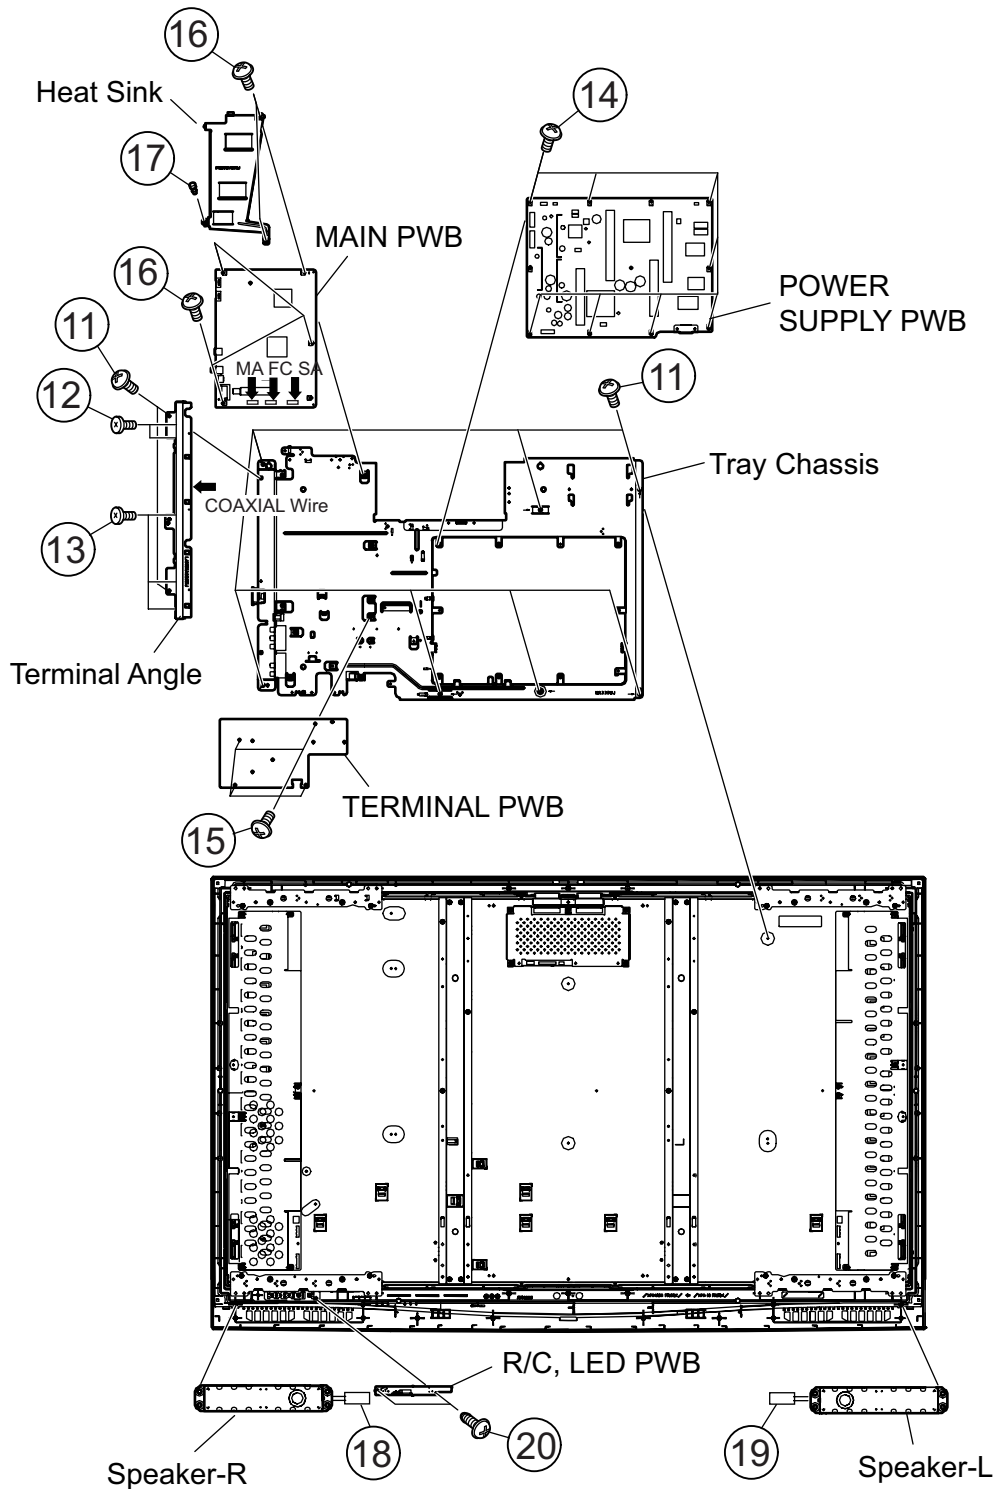 16
Heat Sink
14
17
MAIN PWB
16
POWER
SUPPLY PWB
11
MA FC SA
11
12
Tray Chassis
COAXIAL Wire
13
Terminal Angle
TERMINAL PWB
15
R/C, LED PWB
18
20
19
Speaker-R
Speaker-L